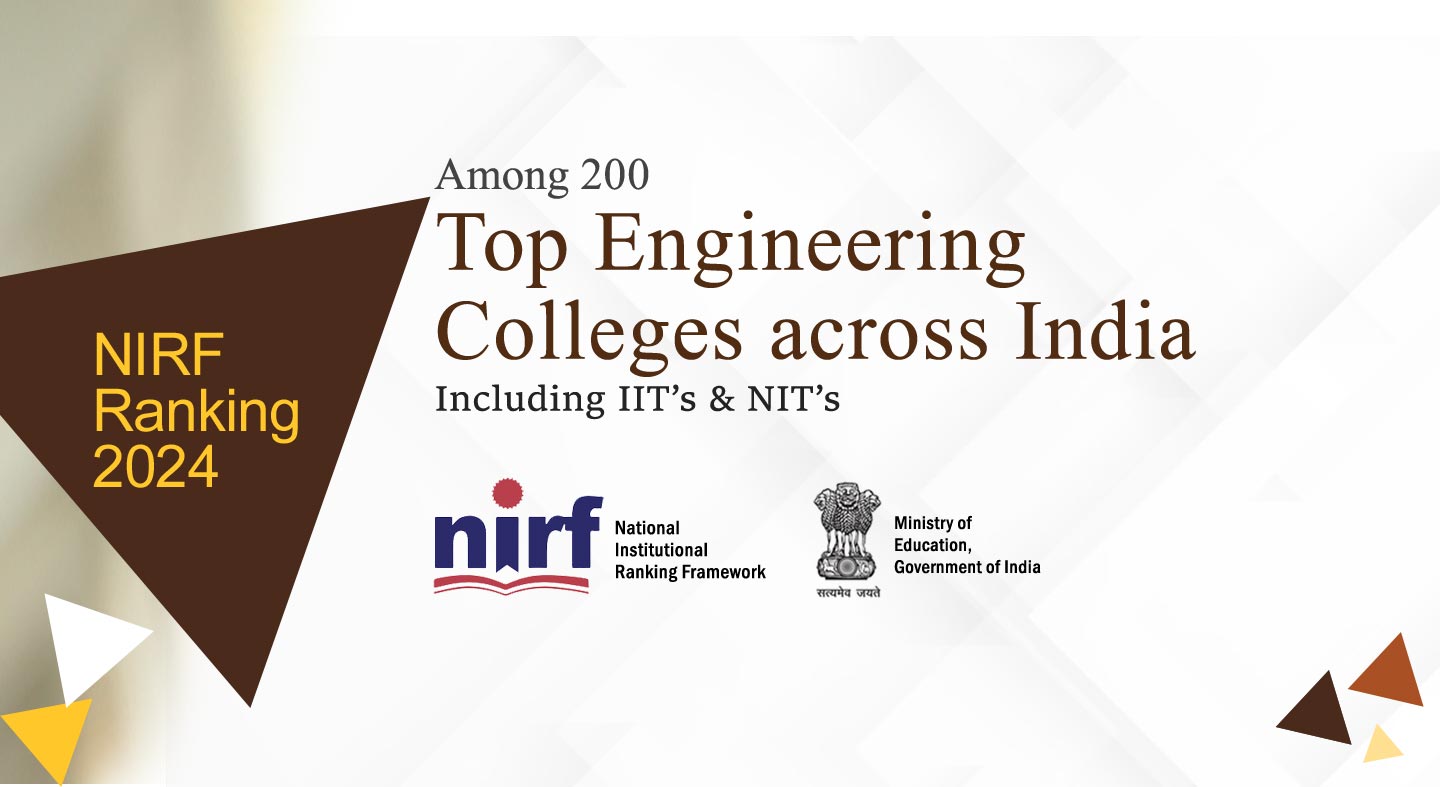 Among 200
Top Engineering
Colleges across India
Including IIT’s & NIT’s
NIRF
Ranking
2024
nirf
National
Institutional
Ranking Framework
सत्यमेव जयते
Ministry of
Education,
Government of India